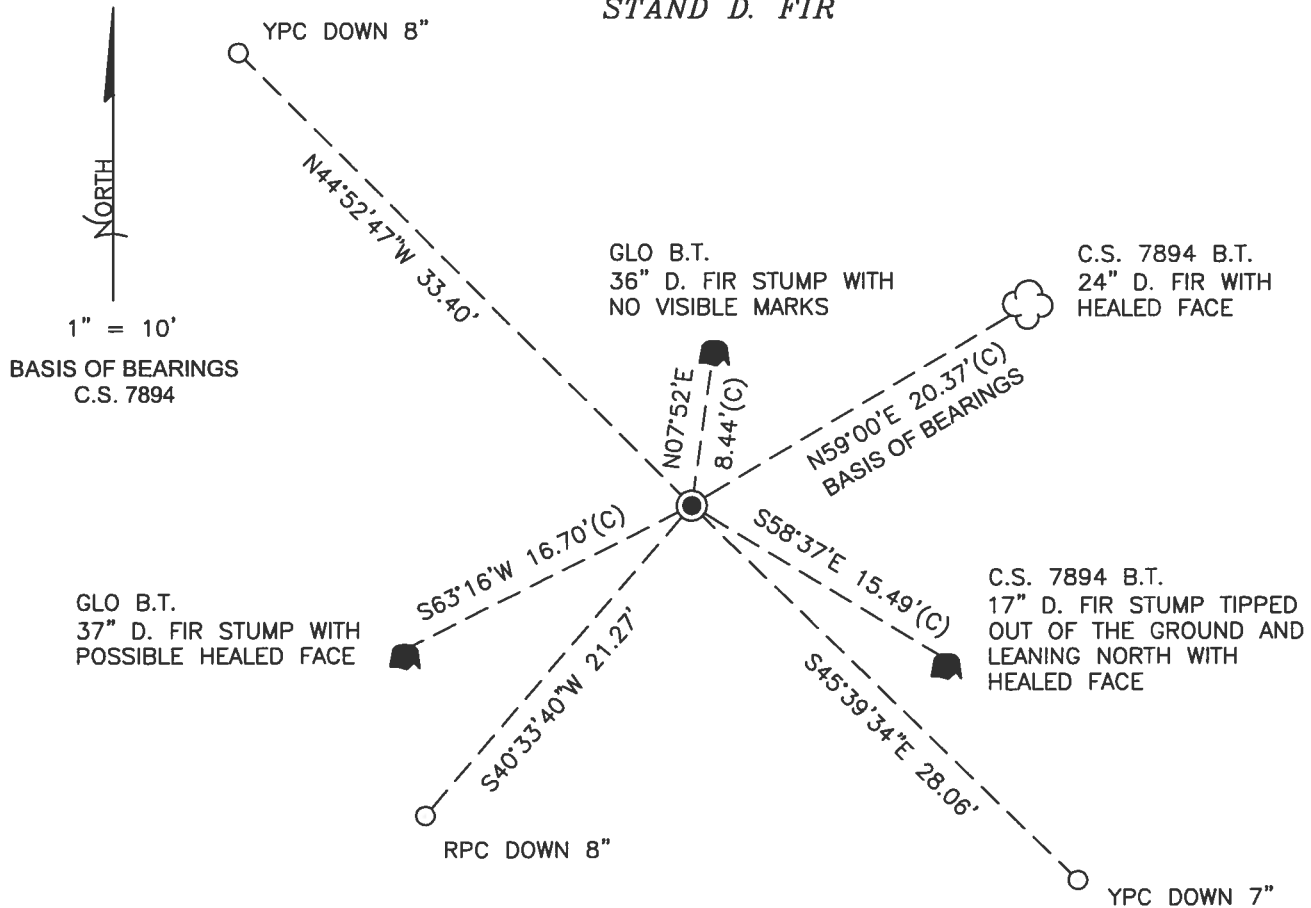 STAND D. FIR
YPC DOWN 8"
NORTH
1" = 10'
BASIS OF BEARINGS
C.S. 7894
N44°52'47"W 33.40'
GLO B.T.
36" D. FIR STUMP WITH
NO VISIBLE MARKS
C.S. 7894 B.T.
24" D. FIR WITH
HEALED FACE
N07°52'E
8.44'(C)
N59°00'E 20.37'(C)
BASIS OF BEARINGS
S63°16'W 16.70'(C)
S58°37'E 15.49'(C)
GLO B.T.
37" D. FIR STUMP WITH
POSSIBLE HEALED FACE
C.S. 7894 B.T.
17" D. FIR STUMP TIPPED
OUT OF THE GROUND AND
LEANING NORTH WITH
HEALED FACE
S40°33'40"W 21.27'
S45°39'34"E 28.06'
RPC DOWN 8"
YPC DOWN 7"